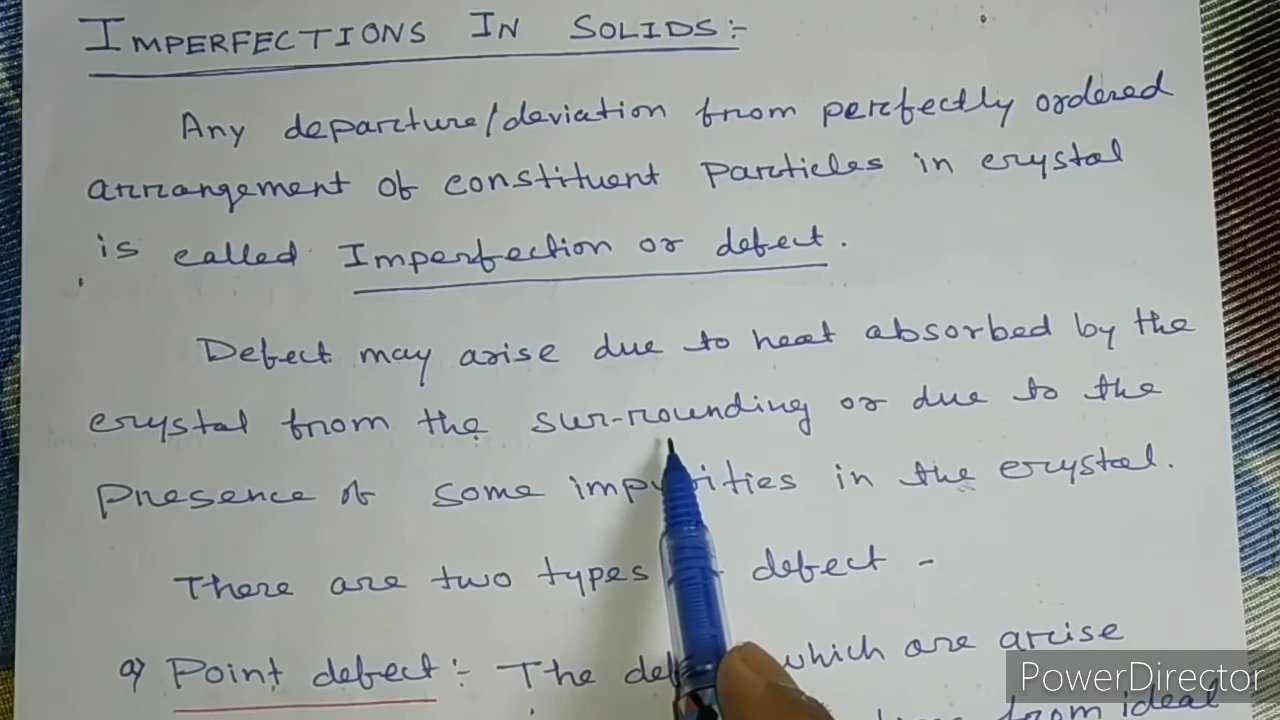 IMPERFECTIONS IN SOLIDS:-
Any departure/deviation from perfectly ordered
arrangement of constituent particles in crystal
is called Imperfection or defect.
Defect may arise due to heat absorbed by the
crystal from the sur-rounding or due to the
presence of some impurities in the crystal.
There are two types defect -
a) Point defect:- The which are arise
from ideal
PowerDirector